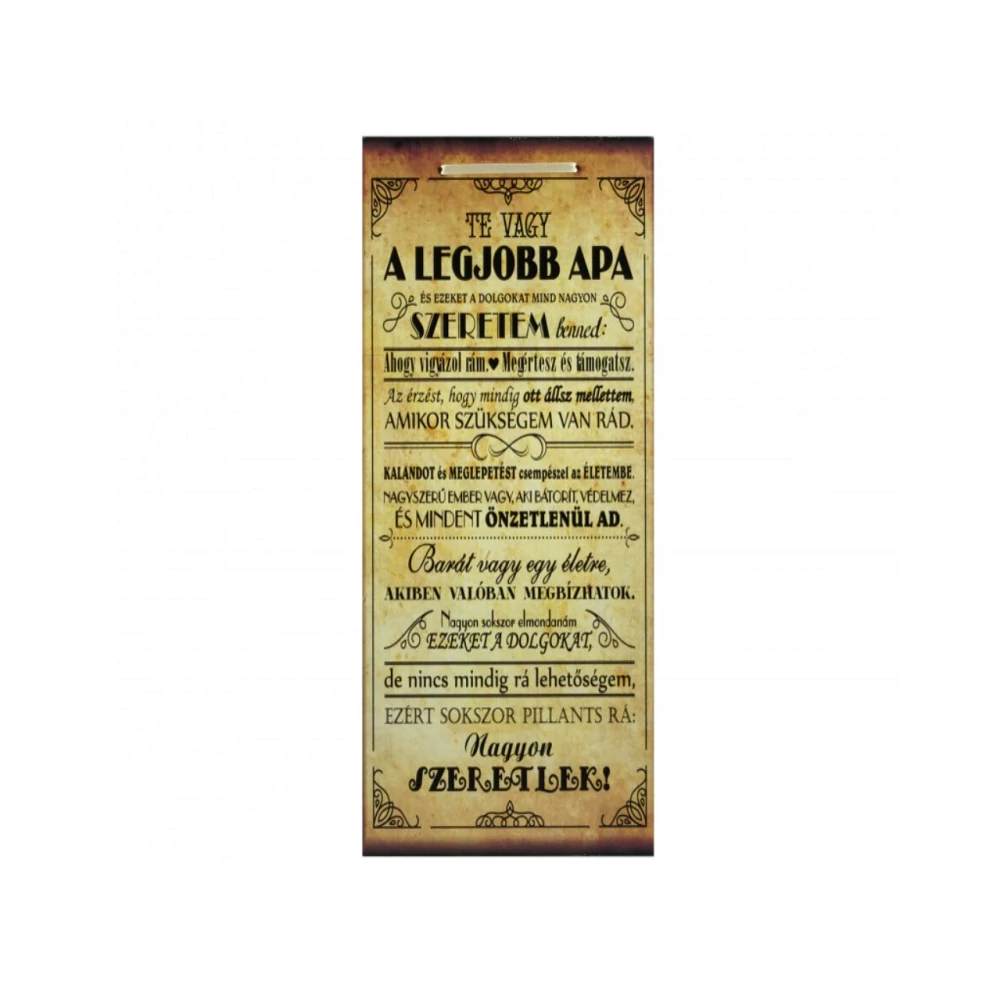 TE VAGY
A LEGJOBB APA
ÉS EZEKET A DOLGOKAT MIND NAGYON
SZERETEM benned:
Ahogy vigyázol rám.♥ Megértesz és támogatsz.
Az érzést, hogy mindig ott állsz mellettem,
AMIKOR SZÜKSÉGEM VAN RÁD.
KALANDOT és MEGLEPETÉST csempészel az ÉLETEMBE.
NAGYSZERŰ EMBER VAGY, AKI BÁTORÍT, VÉDELMEZ,
ÉS MINDENT ÖNZETLENÜL AD.
Barát vagy egy életre,
AKIBEN VALÓBAN MEGBÍZHATOK.
Nagyon sokszor elmondanám
EZEKET A DOLGOKAT,
de nincs mindig rá lehetőségem,
EZÉRT SOKSZOR PILLANTS RÁ:
Nagyon
SZERETLEK!